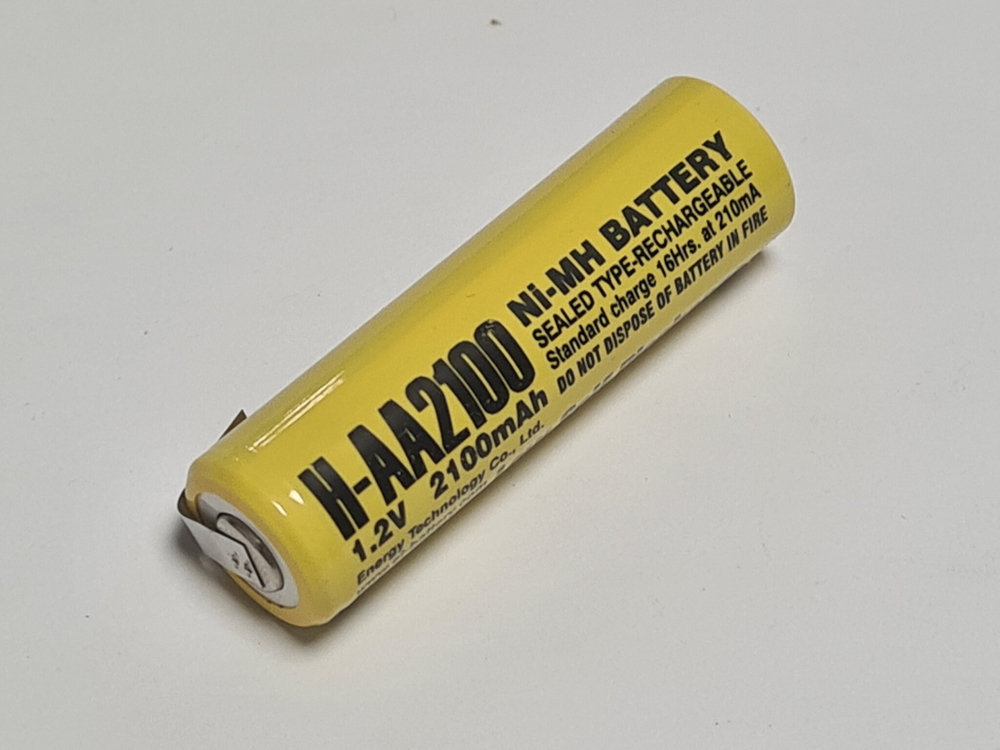 H-AA2100
1.2V 2100mAh
Energy Technology Co., Ltd.
Ni-MH BATTERY
SEALED TYPE-RECHARGEABLE
Standard charge 16Hrs. at 210mA
DO NOT DISPOSE OF BATTERY IN FIRE